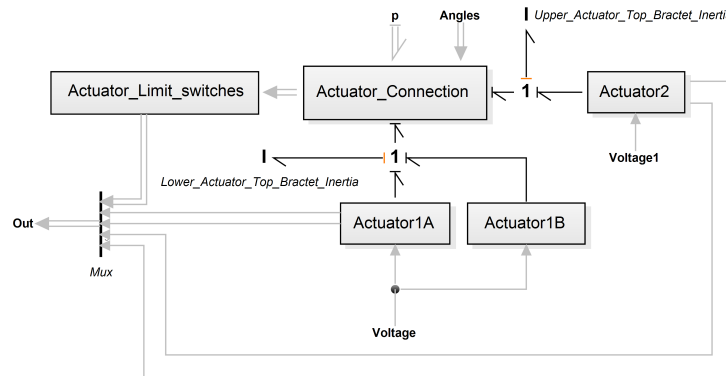 p
Angles
I
Upper_Actuator_Top_Bractet_Inerti
Actuator_Limit_switches
Actuator_Connection
1
Actuator2
Voltage1
I
1
Lower_Actuator_Top_Bractet_Inertia
Out
Actuator1A
Actuator1B
Mux
Voltage